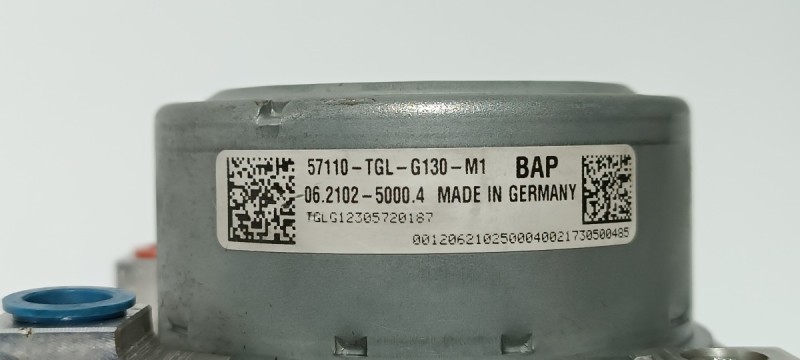 57110-TGL-G130-M1 BAP
06.2102-5000.4 MADE IN GERMANY
TGLG12305720187
0012062102500040021730500485